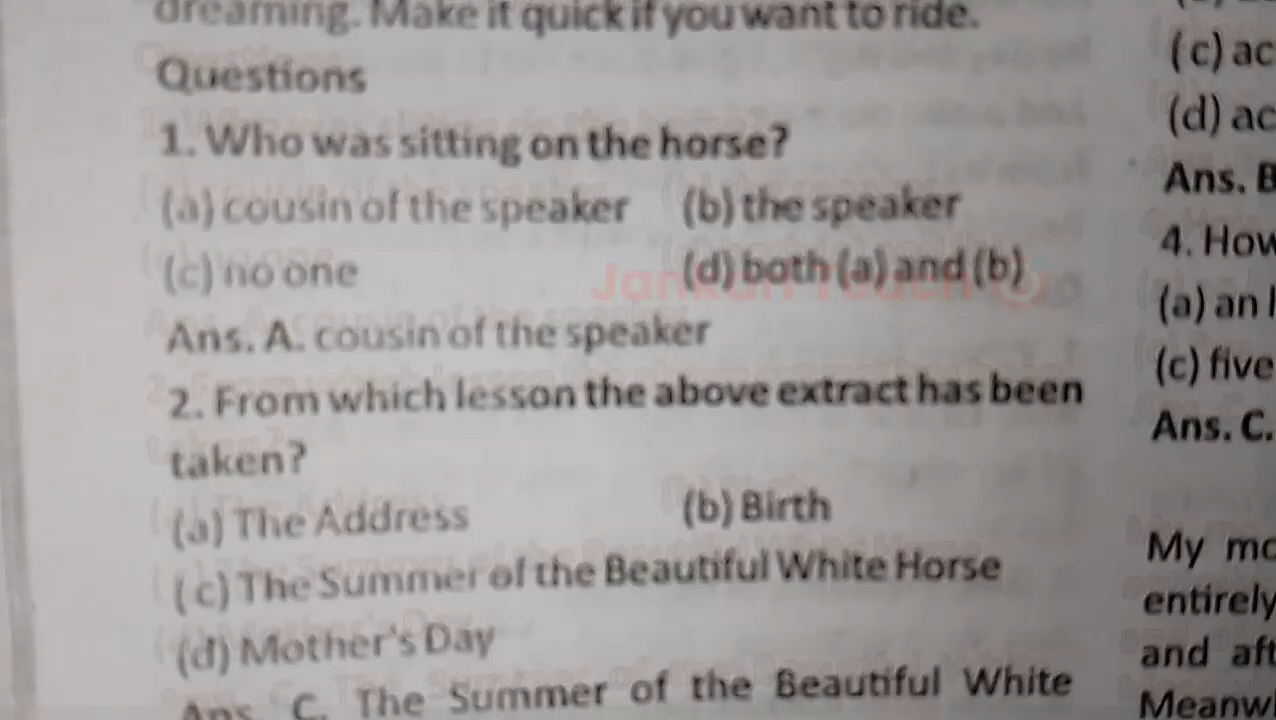 dreaming. Make it quick if you want to ride.
Questions
1. Who was sitting on the horse?
(a) cousin of the speaker (b) the speaker
(c) no one (d) both (a) and (b)
Ans. A. cousin of the speaker
2. From which lesson the above extract has been
taken?
(a) The Address (b) Birth
(c) The Summer of the Beautiful White Horse
(d) Mother's Day
Ans. C. The Summer of the Beautiful White
(c) ac
(d) ac
Ans. B
4. How
(a) an
(c) five
Ans. C.
My mo
entirely
and aft
Meanwh